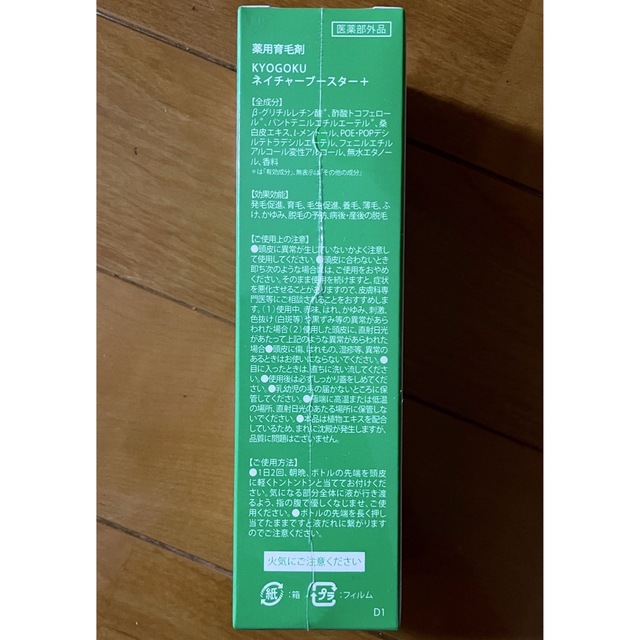 医薬部外品
薬用育毛剤
KYOGOKU
ネイチャーブースター＋
【全成分】
β-グリチルレチン酸*、酢酸トコフェロー
ル*、パントテニルエチルエーテル*、桑
白皮エキス、l-メントール、POE・POPデシ
ルテトラデシルエーテル、フェニルエチル
アルコール変性アルコール、無水エタノー
ル、香料
*は「有効成分」、無表示は「その他の成分」
【効果効能】
発毛促進、育毛、毛生促進、養毛、薄毛、ふ
け、かゆみ、脱毛の予防、病後・産後の脱毛
【ご使用上の注意】
●頭皮に異常が生じていないかよく注意し
て使用してください。●頭皮に合わないとき
即ち次のような場合には、ご使用をおやめ
ください。そのまま使用を続けますと、症状
を悪化させることがありますので、皮膚科専
門医等にご相談されることをおすすめしま
す。（1）使用中、赤味、はれ、かゆみ、刺激、
色抜け（白斑等）や黒ずみ等の異常があら
われた場合（2）使用した頭皮に、直射日光
があたって上記のような異常があらわれた
場合●頭皮に傷、はれもの、湿疹等、異常の
あるときはお使いにならないでください。●
目に入ったときは、直ちに洗い流してくださ
い。●使用後は必ずしっかり蓋をしめてくだ
さい。●乳幼児の手の届かないところに保
管してください。●極端に高温または低温
の場所、直射日光のあたる場所に保管しな
いでください。●本品は植物エキスを配合
しているため、まれに沈殿が発生しますが、
品質に問題はございません。
【ご使用方法】
●1日2回、朝晩、ボトルの先端を頭皮
に軽くトントントンと当ててお付けくださ
い。気になる部分全体に液が行き渡
るよう、指の腹で優しくなじませ、ご使
用ください。●ボトルの先端を長く押し
当てたままですと液だれに繋がります
のでご注意ください
火気にご注意ください
紙：箱 プラ：フィルム
D1